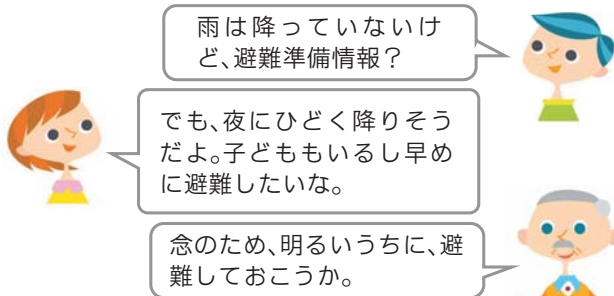 雨は降っていないけ
ど、避難準備情報？
でも、夜にひどく降りそう
だよ。子どももいるし早め
に避難したいな。
念のため、明るいうちに、避
難しておこうか。